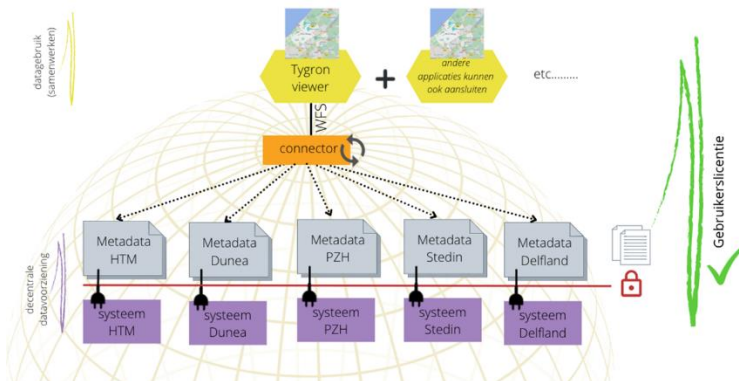 datagebruik
(samenwerken)
Tygron
viewer
+
andere
applicaties kunnen
ook aansluiten
etc.........
WFS
connector
Metadata
HTM
Metadata
Dunea
Metadata
PZH
Metadata
Stedin
Metadata
Delfland
Gebruikerslicentie
decentrale
datavoorziening
systeem
HTM
systeem
Dunea
systeem
PZH
systeem
Stedin
systeem
Delfland